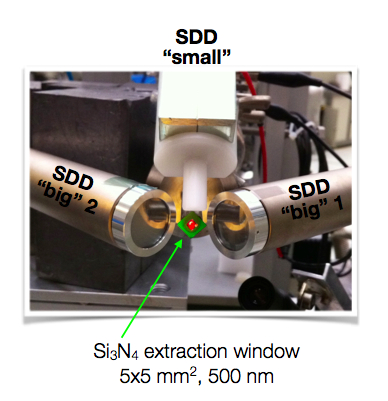 SDD
“small”
SDD
“big” 2
SDD
“big” 1
Si₃N₄ extraction window
5x5 mm², 500 nm